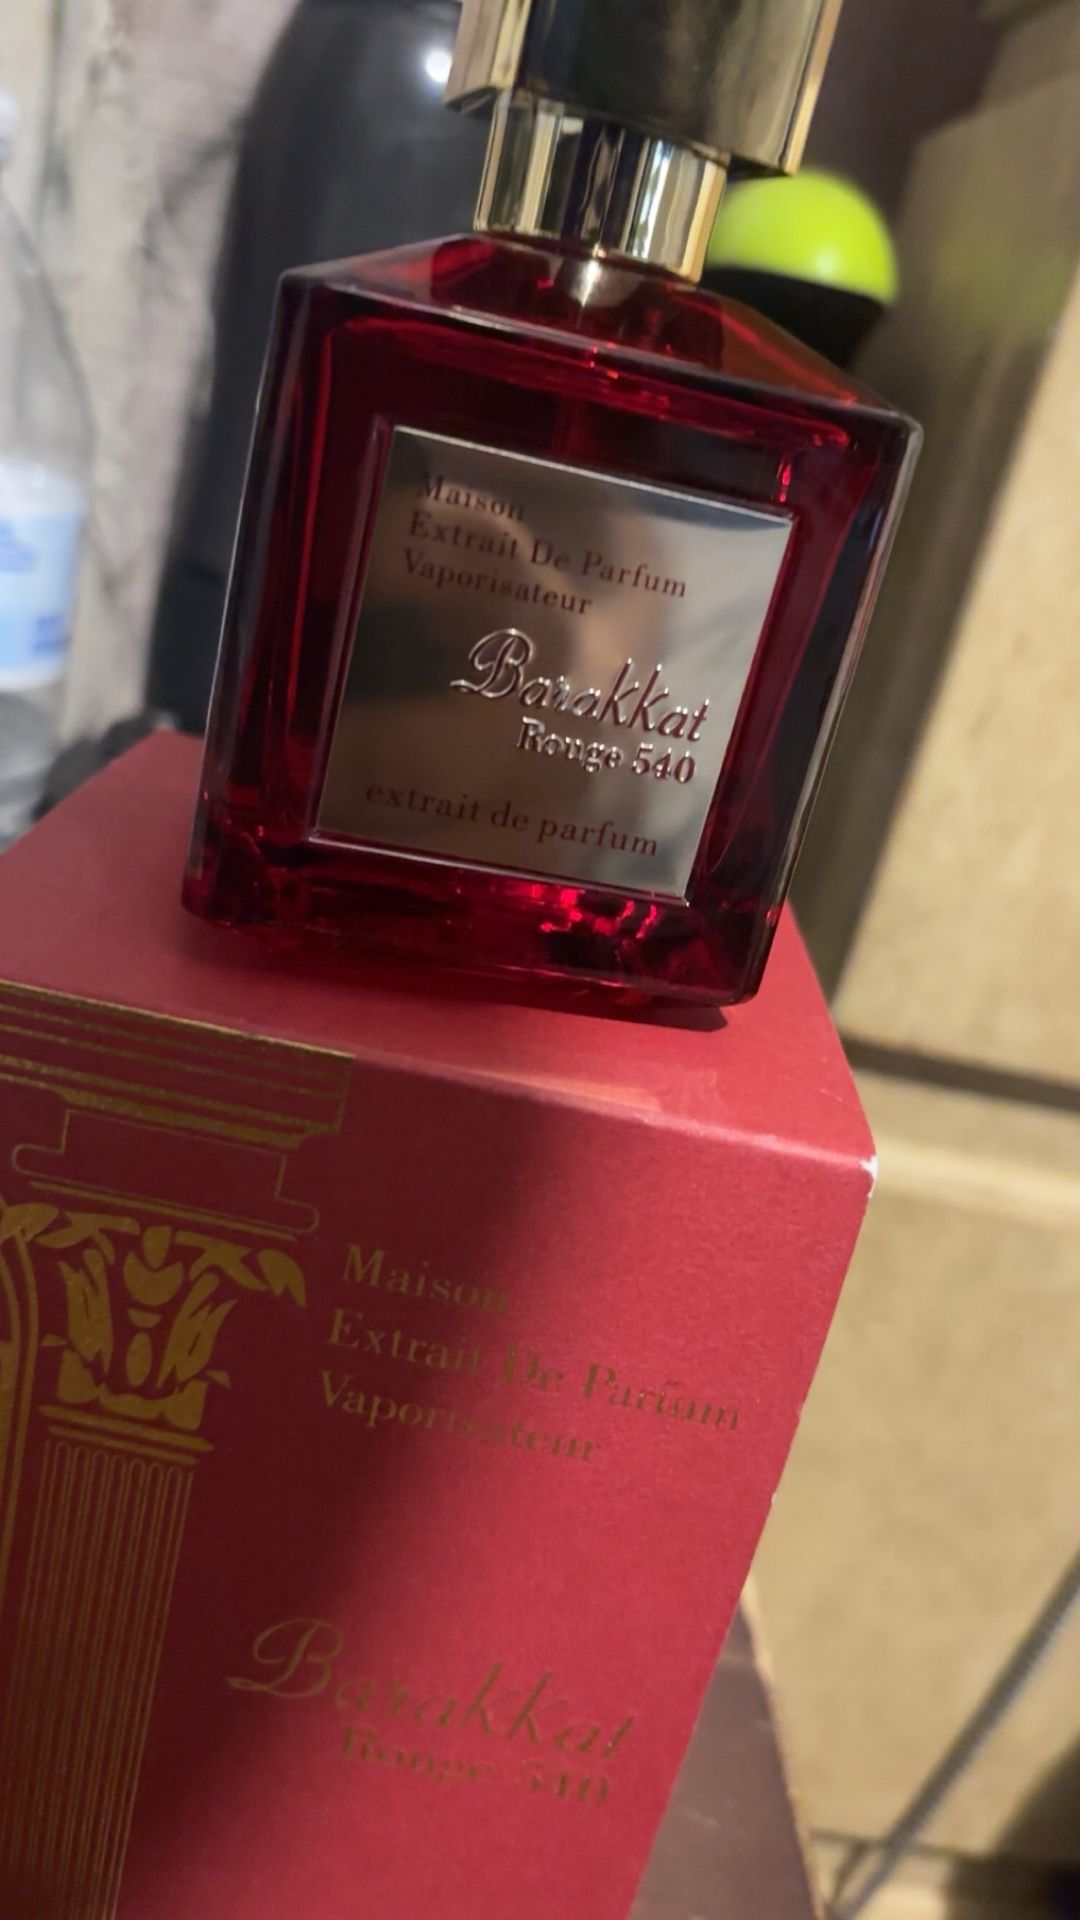 Maison
Extrait De Parfum
Vaporisateur
Barakkat
Rouge 540
extrait de parfum
Maison
Extrait De Parfum
Vaporisateur
Barakkat
Rouge 540